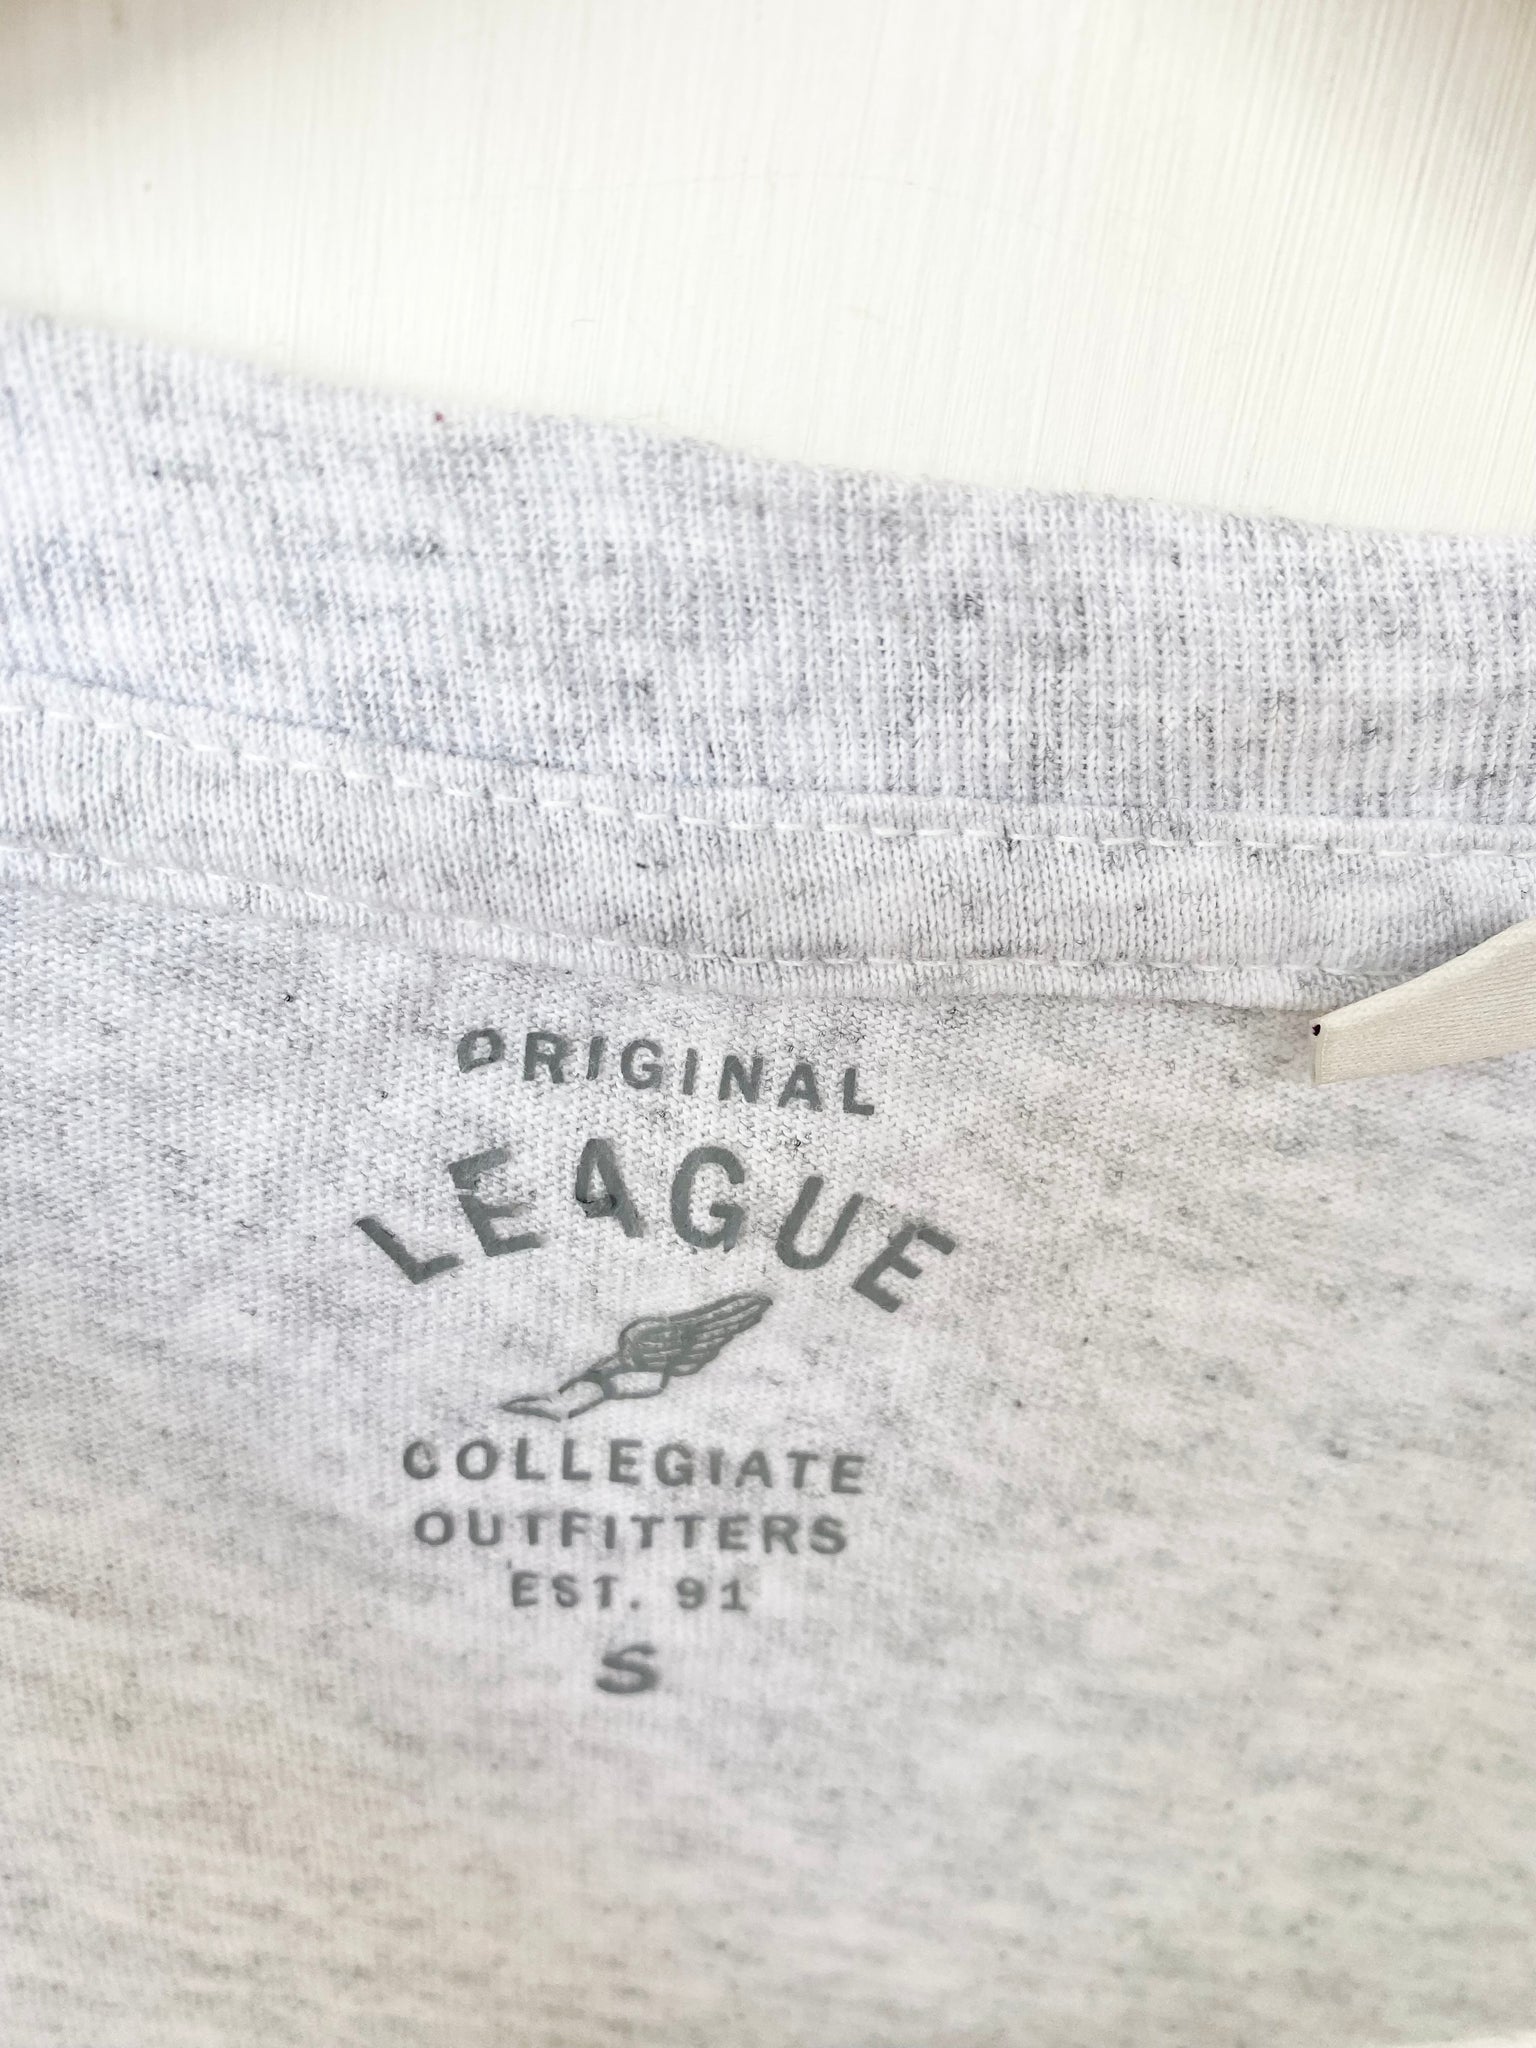 ORIGINAL
LEAGUE
COLLEGIATE
OUTFITTERS
EST. 91
S